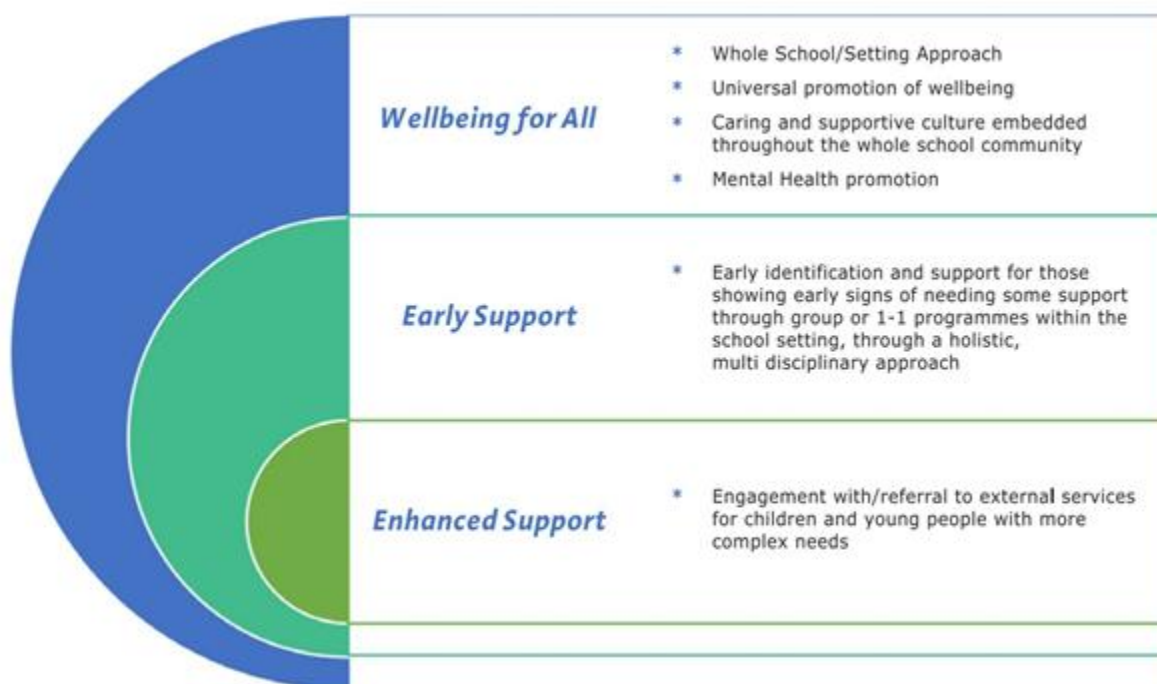 Wellbeing for All
* Whole School/Setting Approach
* Universal promotion of wellbeing
* Caring and supportive culture embedded
throughout the whole school community
* Mental Health promotion
Early Support
* Early identification and support for those
showing early signs of needing some support
through group or 1-1 programmes within the
school setting, through a holistic,
multi disciplinary approach
Enhanced Support
* Engagement with/referral to external services
for children and young people with more
complex needs